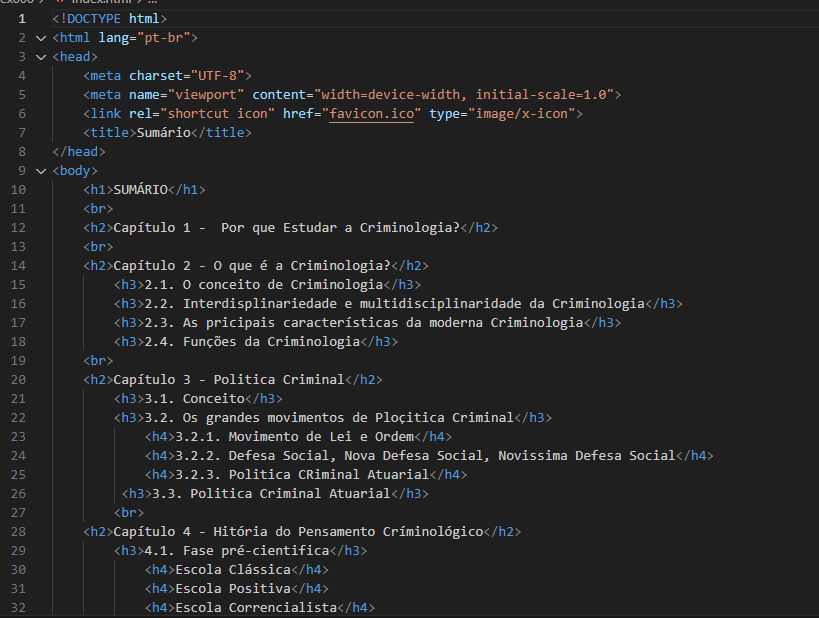 index.html > ...
1 <!DOCTYPE html>
2 <html lang="pt-br">
3 <head>
4 <meta charset="UTF-8">
5 <meta name="viewport" content="width=device-width, initial-scale=1.0">
6 <link rel="shortcut icon" href="favicon.ico" type="image/x-icon">
7 <title>Sumário</title>
8 </head>
9 <body>
10 <h1>SUMÁRIO</h1>
11 <br>
12 <h2>Capítulo 1 -  Por que Estudar a Criminologia?</h2>
13 <br>
14 <h2>Capítulo 2 - O que é a Criminologia?</h2>
15 <h3>2.1. O conceito de Criminologia</h3>
16 <h3>2.2. Interdisplinariedade e multidisciplinaridade da Criminologia</h3>
17 <h3>2.3. As pricipais características da moderna Criminologia</h3>
18 <h3>2.4. Funções da Criminologia</h3>
19 <br>
20 <h2>Capítulo 3 - Politica Criminal</h2>
21 <h3>3.1. Conceito</h3>
22 <h3>3.2. Os grandes movimentos de Ploçitica Criminal</h3>
23 <h4>3.2.1. Movimento de Lei e Ordem</h4>
24 <h4>3.2.2. Defesa Social, Nova Defesa Social, Novissima Defesa Social</h4>
25 <h4>3.2.3. Politica CRiminal Atuarial</h4>
26 <h3>3.3. Politica Criminal Atuarial</h3>
27 <br>
28 <h2>Capítulo 4 - Hitória do Pensamento Críminológico</h2>
29 <h3>4.1. Fase pré-cientifica</h3>
30 <h4>Escola Clássica</h4>
31 <h4>Escola Positiva</h4>
32 <h4>Escola Correncialista</h4>